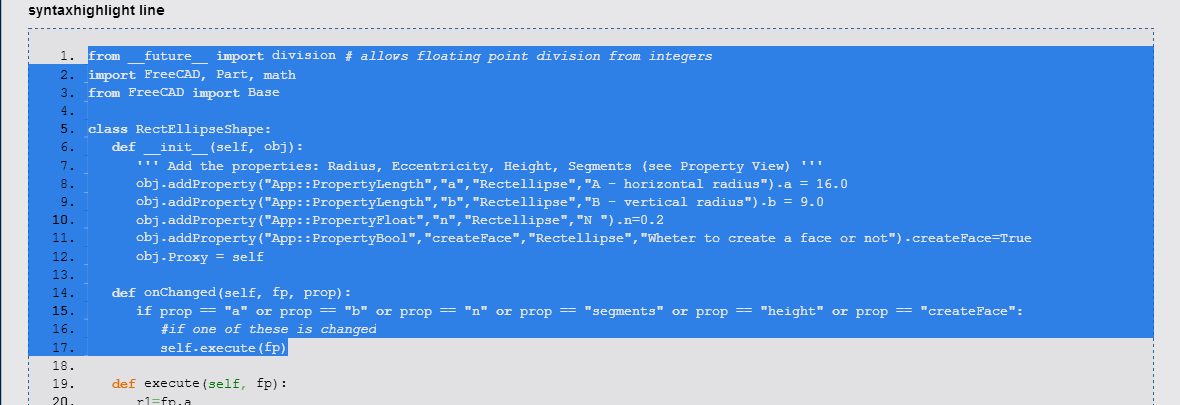 syntaxhighlight line
1. from __future__ import division # allows floating point division from integers
2. import FreeCAD, Part, math
3. from FreeCAD import Base
4.
5. class RectEllipseShape:
6.    def __init__(self, obj):
7.       ''' Add the properties: Radius, Eccentricity, Height, Segments (see Property View) '''
8.       obj.addProperty("App::PropertyLength","a","Rectellipse","A - horizontal radius").a = 16.0
9.       obj.addProperty("App::PropertyLength","b","Rectellipse","B - vertical radius").b = 9.0
10.       obj.addProperty("App::PropertyFloat","n","Rectellipse","N ").n=0.2
11.       obj.addProperty("App::PropertyBool","createFace","Rectellipse","Wheter to create a face or not").createFace=True
12.       obj.Proxy = self
13.
14.    def onChanged(self, fp, prop):
15.       if prop == "a" or prop == "b" or prop == "n" or prop == "segments" or prop == "height" or prop == "createFace":
16.          #if one of these is changed
17.          self.execute(fp)
18.
19.    def execute(self, fp):
20.       r1=fp.a